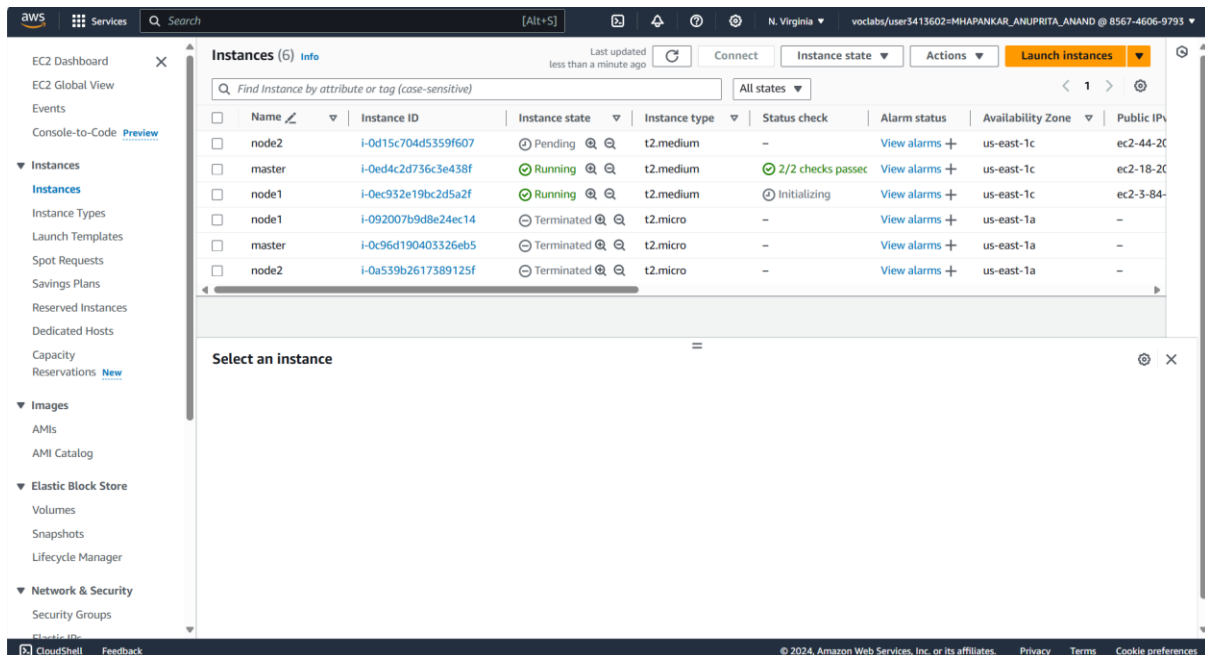 aws Services Search [Alt+S] N. Virginia voclabs/user3413602=MHAPANKAR_ANUPRITA_ANAND @ 8567-4606-9793
EC2 Dashboard
EC2 Global View
Events
Console-to-Code Preview
Instances
Instances
Instance Types
Launch Templates
Spot Requests
Savings Plans
Reserved Instances
Dedicated Hosts
Capacity
Reservations New
Images
AMIs
AMI Catalog
Elastic Block Store
Volumes
Snapshots
Lifecycle Manager
Network & Security
Security Groups
Elastic IPs
Instances (6) Info
Last updated
less than a minute ago
Connect Instance state Actions Launch instances
Find Instance by attribute or tag (case-sensitive) All states 1
Name Instance ID Instance state Instance type Status check Alarm status Availability Zone Public IPv
node2 i-0d15c704d5359f607 Pending t2.medium – View alarms + us-east-1c ec2-44-20
master i-0ed4c2d736c3e438f Running t2.medium 2/2 checks passec View alarms + us-east-1c ec2-18-20
node1 i-0ec932e19bc2d5a2f Running t2.medium Initializing View alarms + us-east-1c ec2-3-84-
node1 i-092007b9d8e24ec14 Terminated t2.micro – View alarms + us-east-1a –
master i-0c96d190403326eb5 Terminated t2.micro – View alarms + us-east-1a –
node2 i-0a539b2617389125f Terminated t2.micro – View alarms + us-east-1a –
Select an instance
CloudShell Feedback © 2024, Amazon Web Services, Inc. or its affiliates. Privacy Terms Cookie preferences